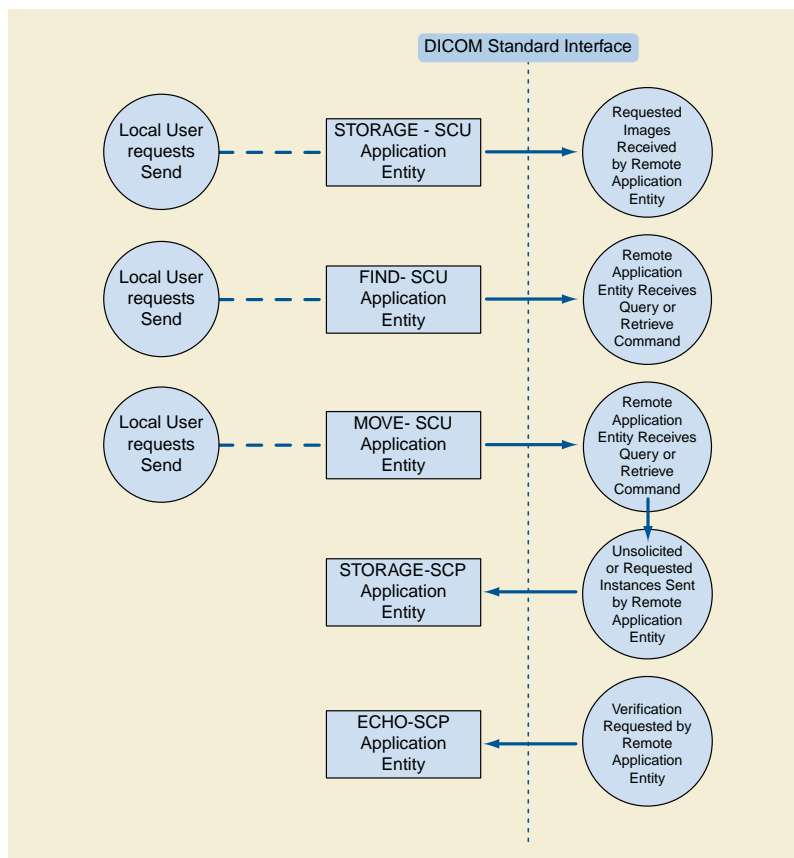 DICOM Standard Interface
Local User
requests
Send
STORAGE - SCU
Application
Entity
Requested
Images
Received
by Remote
Application
Entity
Local User
requests
Send
FIND- SCU
Application
Entity
Remote
Application
Entity Receives
Query or
Retrieve
Command
Local User
requests
Send
MOVE- SCU
Application
Entity
Remote
Application
Entity Receives
Query or
Retrieve
Command
STORAGE-SCP
Application
Entity
Unsolicited
or Requested
Instances Sent
by Remote
Application
Entity
ECHO-SCP
Application
Entity
Verification
Requested by
Remote
Application
Entity